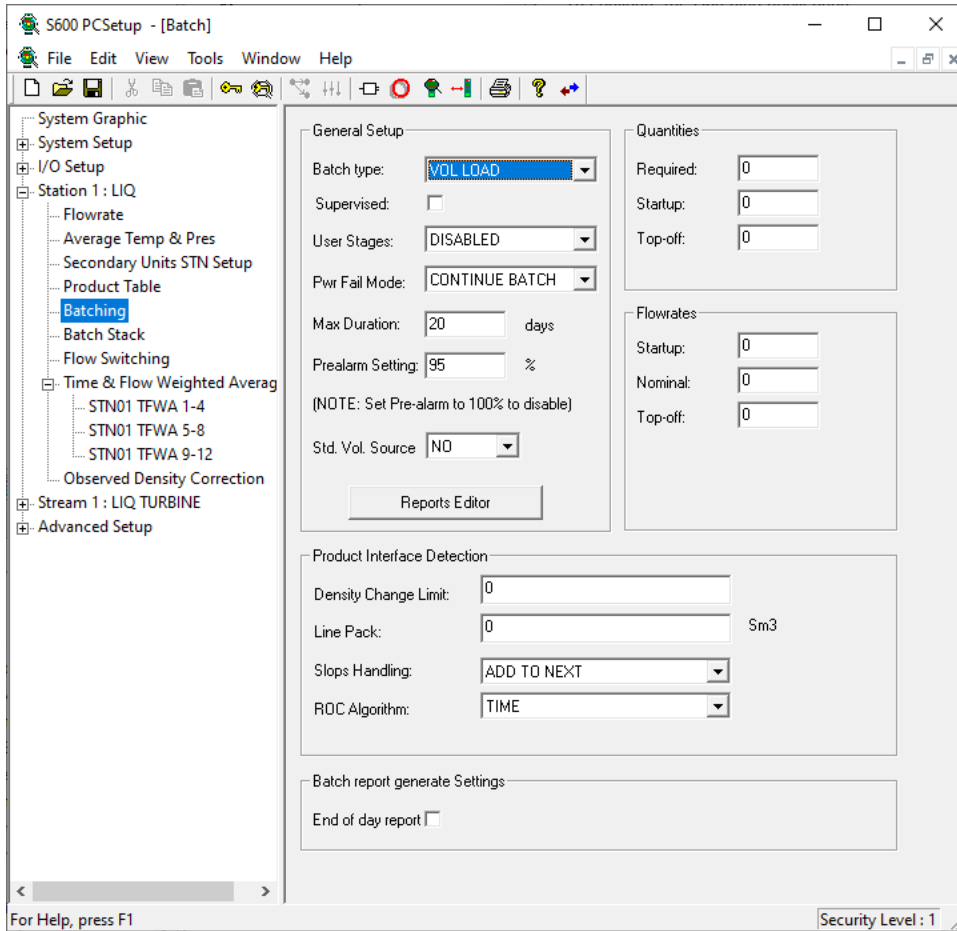 S600 PCSetup - [Batch]
File Edit View Tools Window Help
System Graphic
System Setup
I/O Setup
Station 1 : LIQ
Flowrate
Average Temp & Pres
Secondary Units STN Setup
Product Table
Batching
Batch Stack
Flow Switching
Time & Flow Weighted Averag
STN01 TFWA 1-4
STN01 TFWA 5-8
STN01 TFWA 9-12
Observed Density Correction
Stream 1 : LIQ TURBINE
Advanced Setup
General Setup
Batch type: VOL LOAD
Supervised:
User Stages: DISABLED
Pwr Fail Mode: CONTINUE BATCH
Max Duration: 20 days
Prealarm Setting: 95 %
(NOTE: Set Pre-alarm to 100% to disable)
Std. Vol. Source NO
Reports Editor
Quantities
Required: 0
Startup: 0
Top-off: 0
Flowrates
Startup: 0
Nominal: 0
Top-off: 0
Product Interface Detection
Density Change Limit: 0
Line Pack: 0 Sm3
Slops Handling: ADD TO NEXT
ROC Algorithm: TIME
Batch report generate Settings
End of day report
For Help, press F1
Security Level : 1